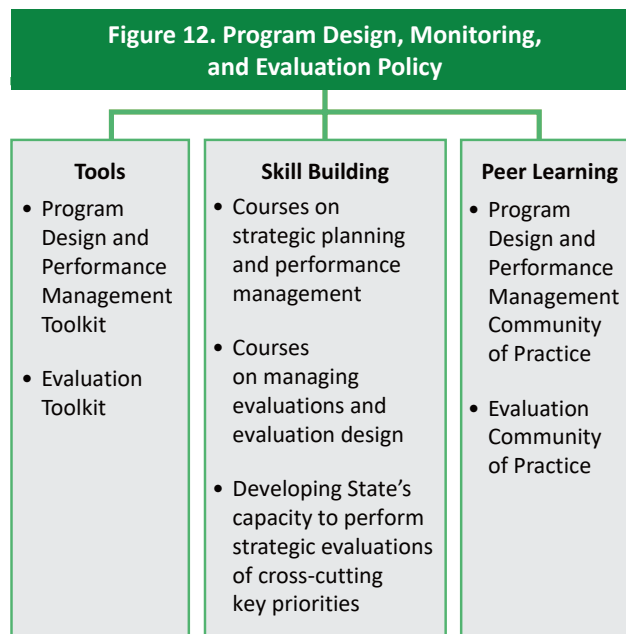 Figure 12. Program Design, Monitoring,
and Evaluation Policy
Tools
• Program
Design and
Performance
Management
Toolkit
• Evaluation
Toolkit
Skill Building
• Courses on
strategic planning
and performance
management
• Courses
on managing
evaluations and
evaluation design
• Developing State’s
capacity to perform
strategic evaluations
of cross-cutting
key priorities
Peer Learning
• Program
Design and
Performance
Management
Community
of Practice
• Evaluation
Community
of Practice